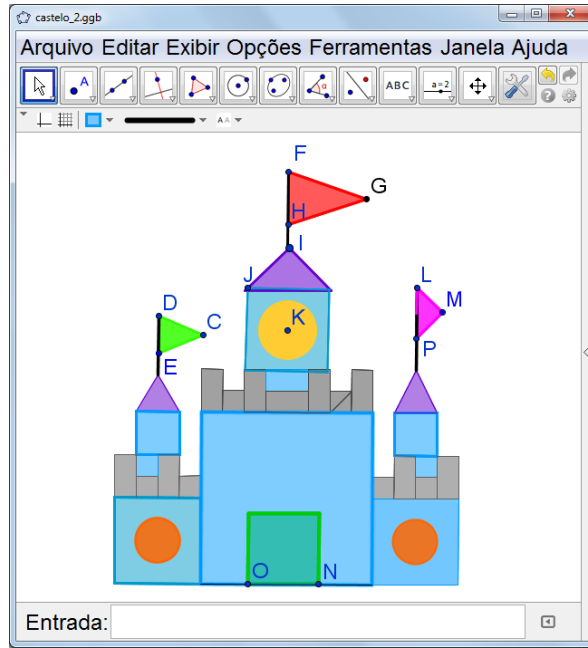 castelo_2.ggb
Arquivo Editar Exibir Opções Ferramentas Janela Ajuda
A α ABC a=2 ?
A A
F
G
H
I
J
L
D
M
K
C
P
E
O N
Entrada: